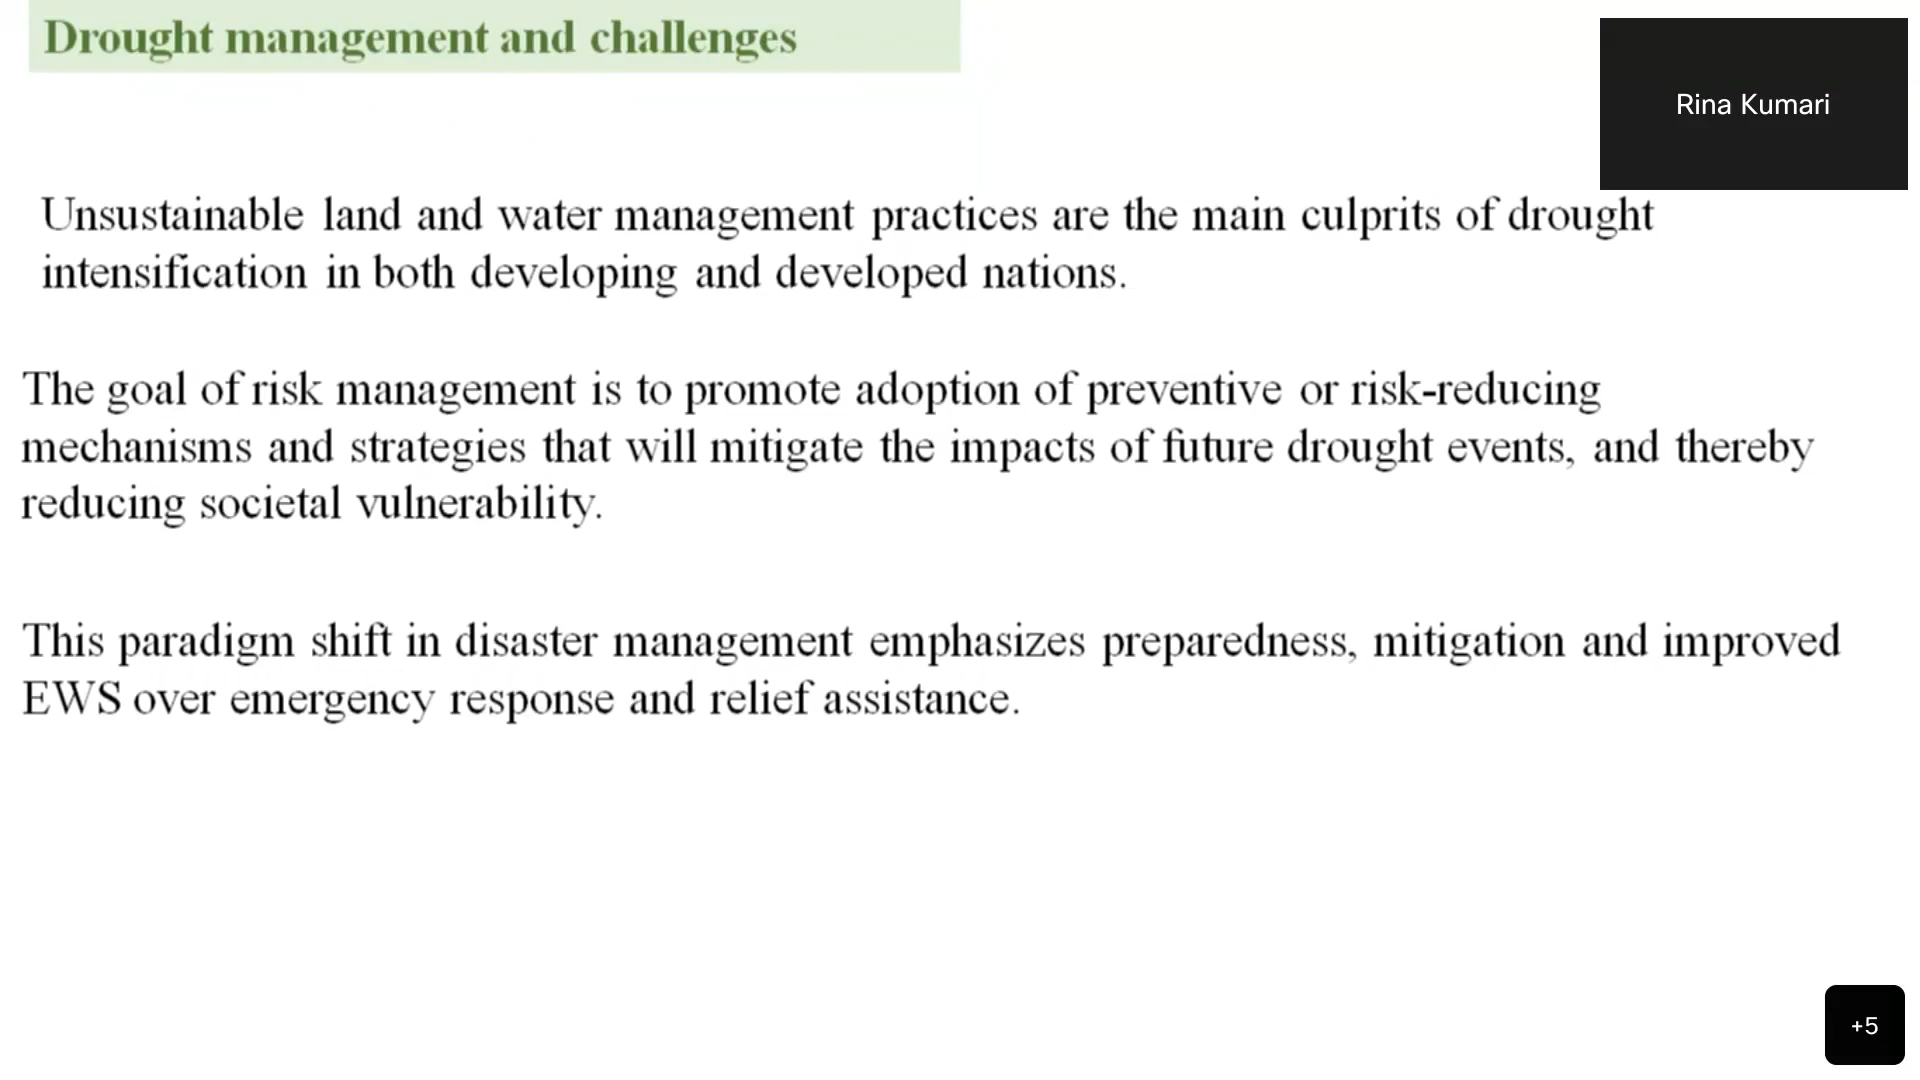 Drought management and challenges
Rina Kumari
Unsustainable land and water management practices are the main culprits of drought
intensification in both developing and developed nations.
The goal of risk management is to promote adoption of preventive or risk-reducing
mechanisms and strategies that will mitigate the impacts of future drought events, and thereby
reducing societal vulnerability.
This paradigm shift in disaster management emphasizes preparedness, mitigation and improved
EWS over emergency response and relief assistance.
+5